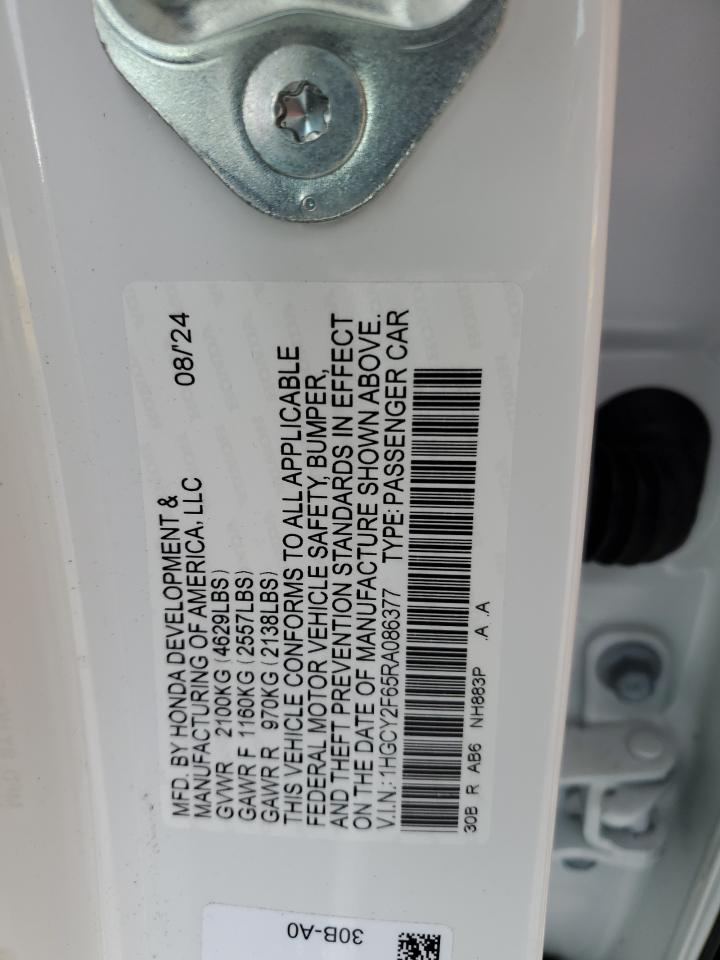 MFD. BY HONDA DEVELOPMENT & 08/'24
MANUFACTURING OF AMERICA, LLC
GVWR 2100KG (4629LBS)
GAWR F 1160KG (2557LBS)
GAWR R 970KG (2138LBS)
THIS VEHICLE CONFORMS TO ALL APPLICABLE
FEDERAL MOTOR VEHICLE SAFETY, BUMPER,
AND THEFT PREVENTION STANDARDS IN EFFECT
ON THE DATE OF MANUFACTURE SHOWN ABOVE.
V.I.N.: 1HGCY2F65RA086377 TYPE: PASSENGER CAR
30B R AB6 NH883P .A .A
30B-A0